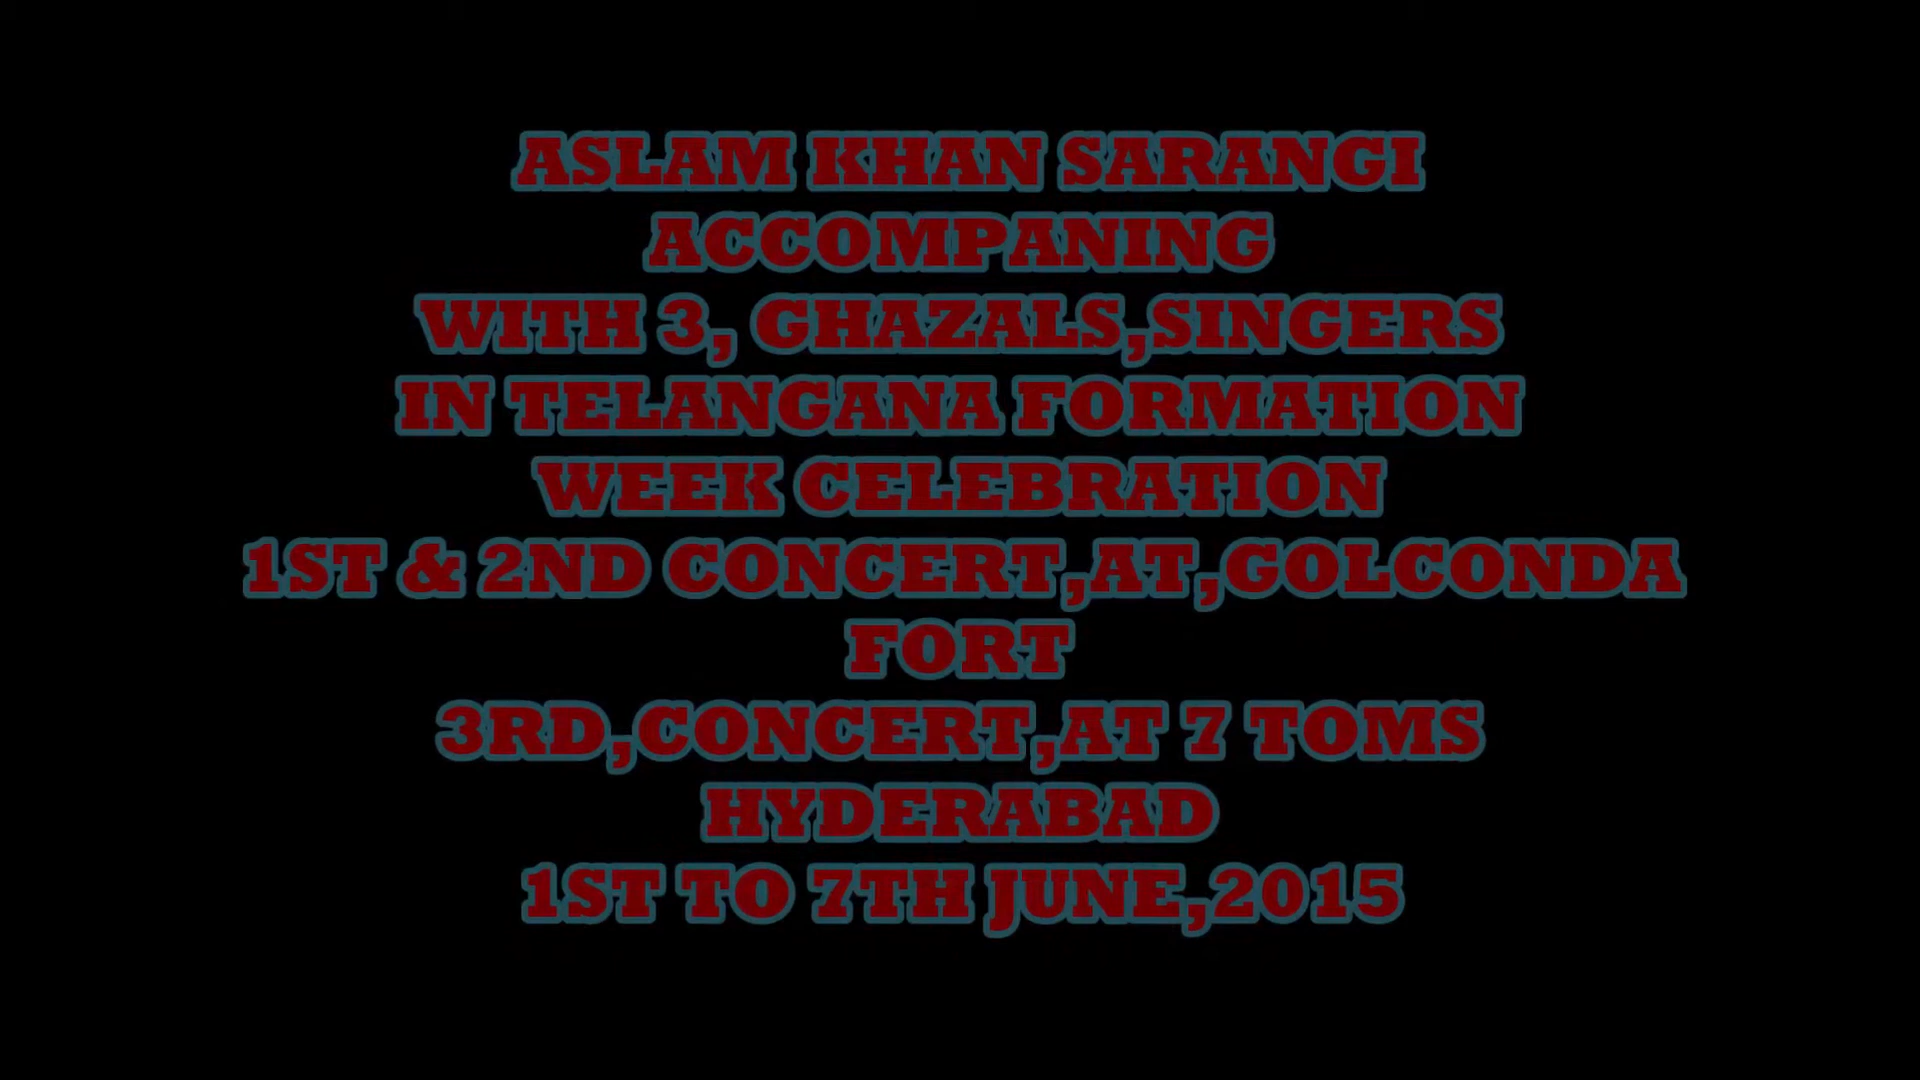 ASLAM KHAN SARANGI
ACCOMPANING
WITH 3, GHAZALS,SINGERS
IN TELANGANA FORMATION
WEEK CELEBRATION
1ST & 2ND CONCERT,AT,GOLCONDA
FORT
3RD,CONCERT,AT 7 TOMS
HYDERABAD
1ST TO 7TH JUNE,2015